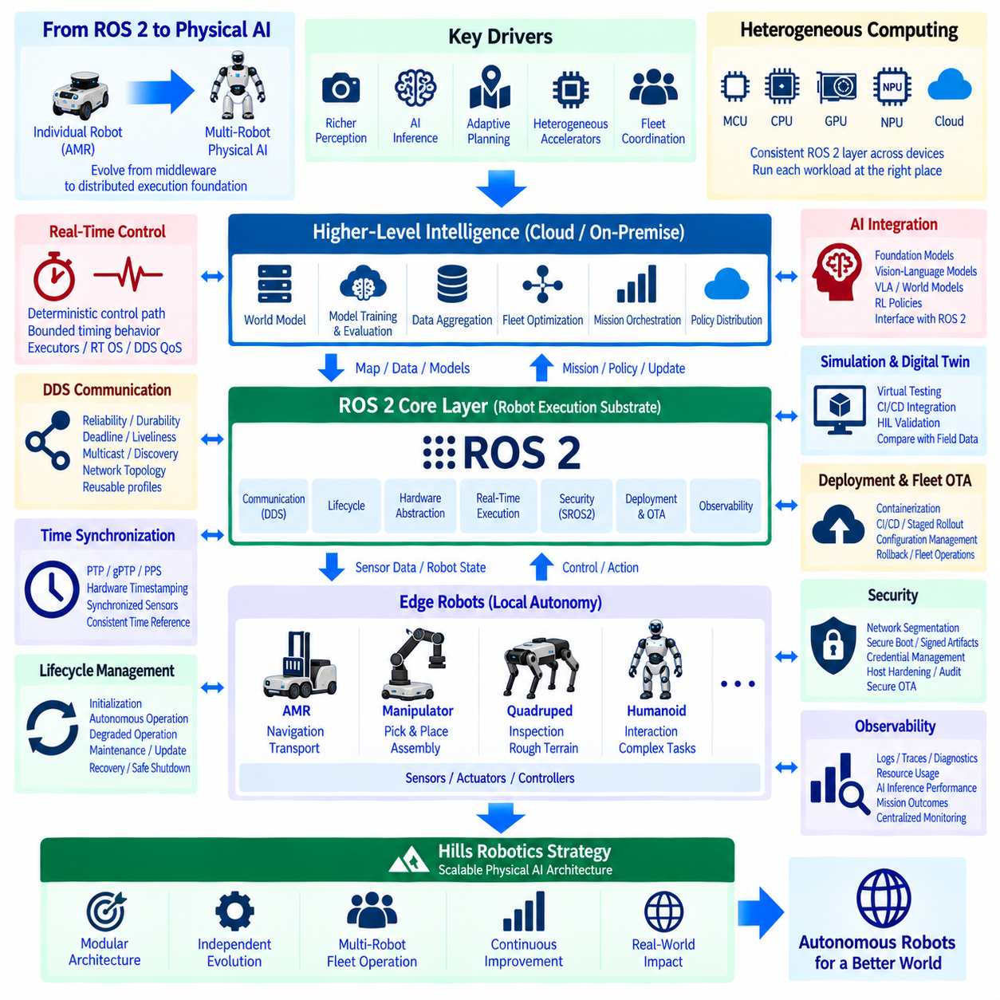 From ROS 2 to Physical AI
Individual Robot
(AMR)
Multi-Robot
Physical AI
Evolve from middleware
to distributed execution foundation
Key Drivers
Richer
Perception
AI
Inference
Adaptive
Planning
Heterogeneous
Accelerators
Fleet
Coordination
Heterogeneous Computing
NPU
MCU
CPU
GPU
NPU
Cloud
Consistent ROS 2 layer across devices
Run each workload at the right place
Real-Time Control
Deterministic control path
Bounded timing behavior
Executors / RT OS / DDS QoS
DDS Communication
Reliability / Durability
Deadline / Liveliness
Multicast / Discovery
Network Topology
Reusable profiles
Time Synchronization
PTP / gPTP / PPS
Hardware Timestamping
Synchronized Sensors
Consistent Time Reference
Lifecycle Management
Initialization
Autonomous Operation
Degraded Operation
Maintenance / Update
Recovery / Safe Shutdown
Higher-Level Intelligence (Cloud / On-Premise)
World Model
Model Training
& Evaluation
Data Aggregation
Fleet Optimization
Mission Orchestration
Policy Distribution
Map / Data / Models
Mission / Policy / Update
ROS 2 Core Layer (Robot Execution Substrate)
ROS 2
Communication
(DDS)
Lifecycle
Hardware
Abstraction
Real-Time
Execution
Security
(SROS2)
Deployment
& OTA
Observability
Sensor Data / Robot State
Control / Action
Edge Robots (Local Autonomy)
AMR
Navigation
Transport
Manipulator
Pick & Place
Assembly
Quadruped
Inspection
Rough Terrain
Humanoid
Interaction
Complex Tasks
Sensors / Actuators / Controllers
AI Integration
Foundation Models
Vision-Language Models
VLA / World Models
RL Policies
Interface with ROS 2
Simulation & Digital Twin
Virtual Testing
CI/CD Integration
HIL Validation
Compare with Field Data
Deployment & Fleet OTA
Containerization
CI/CD / Staged Rollout
Configuration Management
Rollback / Fleet Operations
Security
Network Segmentation
Secure Boot / Signed Artifacts
Credential Management
Host Hardening / Audit
Secure OTA
Observability
Logs / Traces / Diagnostics
Resource Usage
AI Inference Performance
Mission Outcomes
Centralized Monitoring
Hills Robotics Strategy
Scalable Physical AI Architecture
Modular
Architecture
Independent
Evolution
Multi-Robot
Fleet Operation
Continuous
Improvement
Real-World
Impact
Autonomous Robots
for a Better World